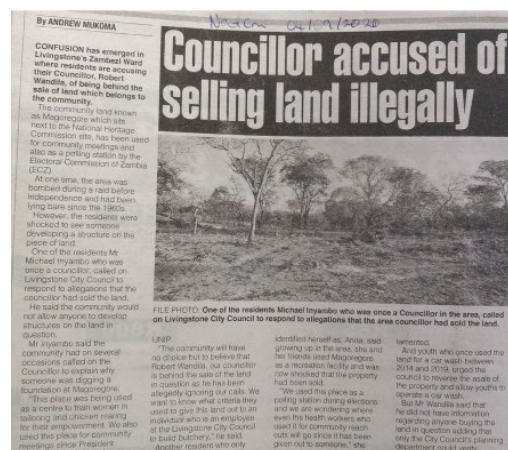 By ANDREW MUKOMA
04/09/2020
Councillor accused of
selling land illegally
CONFUSION has emerged in
Livingstone's Zambezi Ward
where residents are accusing
their Councillor, Robert
Wandila, of being behind the
sale of land which belongs to
the community.
The community land known
as Magoregore which sits
next to the National Heritage
Commission site, has been used
for community meetings and
also as a polling station by the
Electoral Commission of Zambia
(ECZ).
At one time, the area was
bombed during a raid before
independence and had been
lying bare since the 1960s.
However, the residents were
shocked to see someone
developing a structure on the
piece of land.
One of the residents Mr
Michael Inyambo who was
once a councillor, called on
Livingstone City Council to
respond to allegations that the
councillor had sold the land.
He said the community would
not allow anyone to develop
structures on the land in
question.
Mr Inyambo said the
community had on several
occasions called on the
Councillor to explain why
someone was digging a
foundation at Magoregore.
"This place was being used
as a centre to train women in
tailoring and chicken rearing
for their empowerment. We also
used this place for community
meetings since President
FILE PHOTO: One of the residents Michael Inyambo who was once a Councillor in the area, called
on Livingstone City Council to respond to allegations that the area councillor had sold the land.
UNIP.
"The community will have
no choice but to believe that
Robert Wandila, our councillor
is behind the sale of the land
in question as he has been
allegedly ignoring our calls. We
want to know what criteria they
used to give this land out to an
individual who is an employee
of the Livingstone City Council
to build butchery," he said.
Another resident who only
identified herself as Anna, said
growing up in the area, she and
her friends used Magoregore
as a recreation facility and was
now shocked that the property
had been sold.
"We used this place as a
polling station during elections
and we are wondering where
even the health workers who
used it for community reach
outs will go since it has been
given out to someone," she
lamented.
And youth who once used the
land for a car wash between
2014 and 2019, urged the
council to reverse the sale of
the property and allow youths to
operate a car wash.
But Mr Wandila said that
he did not have information
regarding anyone buying the
land in question adding that
only the City Council's planning
department could verify